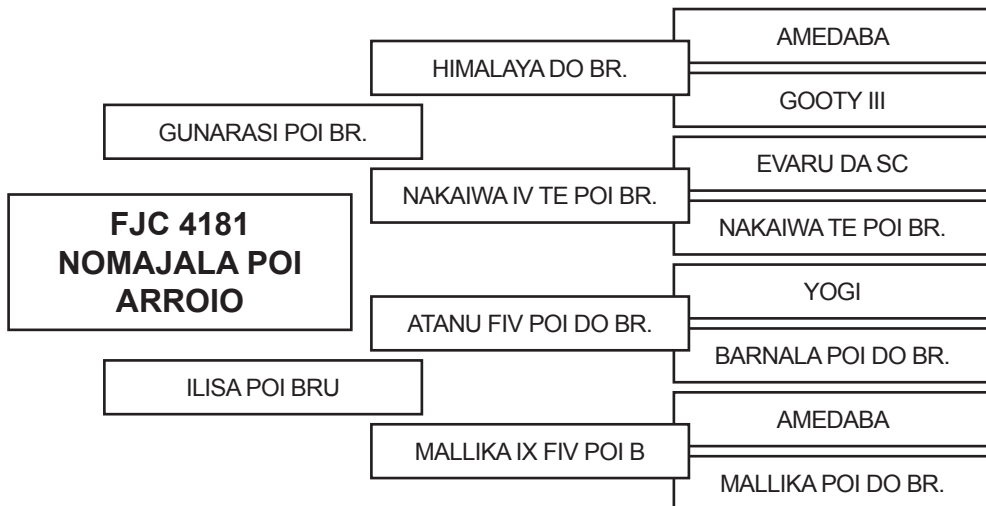 AMEDABA
HIMALAYA DO BR.
GOOTY III
GUNARASI POI BR.
EVARU DA SC
NAKAIWA IV TE POI BR.
NAKAIWA TE POI BR.
FJC 4181
NOMAJALA POI
ARROIO
YOGI
ATANU FIV POI DO BR.
BARNALA POI DO BR.
ILISA POI BRU
AMEDABA
MALLIKA IX FIV POI B
MALLIKA POI DO BR.